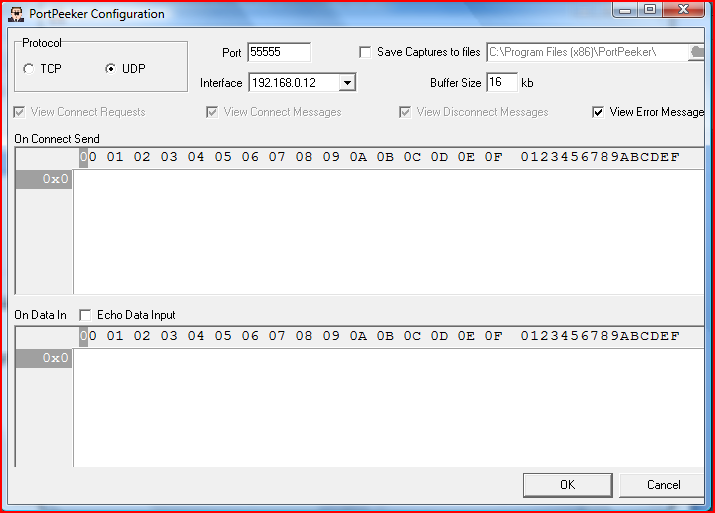 PortPeeker Configuration
Protocol
TCP UDP
Port 55555
Save Captures to files C:\Program Files (x86)\PortPeeker\
Interface 192.168.0.12
Buffer Size 16 kb
View Connect Requests View Connect Messages View Disconnect Messages View Error Message
On Connect Send
00 01 02 03 04 05 06 07 08 09 0A 0B 0C 0D 0E 0F 0123456789ABCDEF
0x0
On Data In Echo Data Input
00 01 02 03 04 05 06 07 08 09 0A 0B 0C 0D 0E 0F 0123456789ABCDEF
0x0
OK Cancel